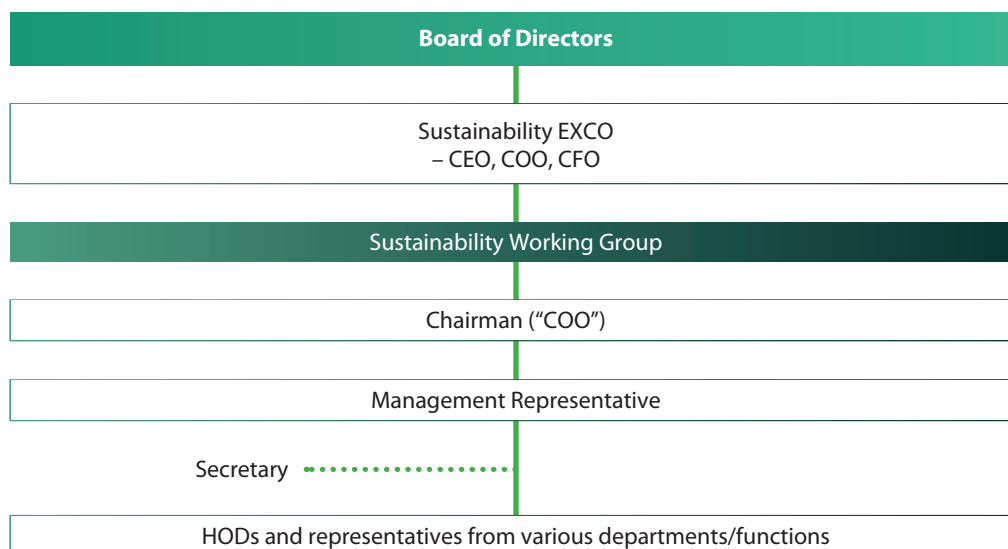 Board of Directors
Sustainability EXCO
– CEO, COO, CFO
Sustainability Working Group
Chairman (“COO”)
Management Representative
Secretary
HODs and representatives from various departments/functions